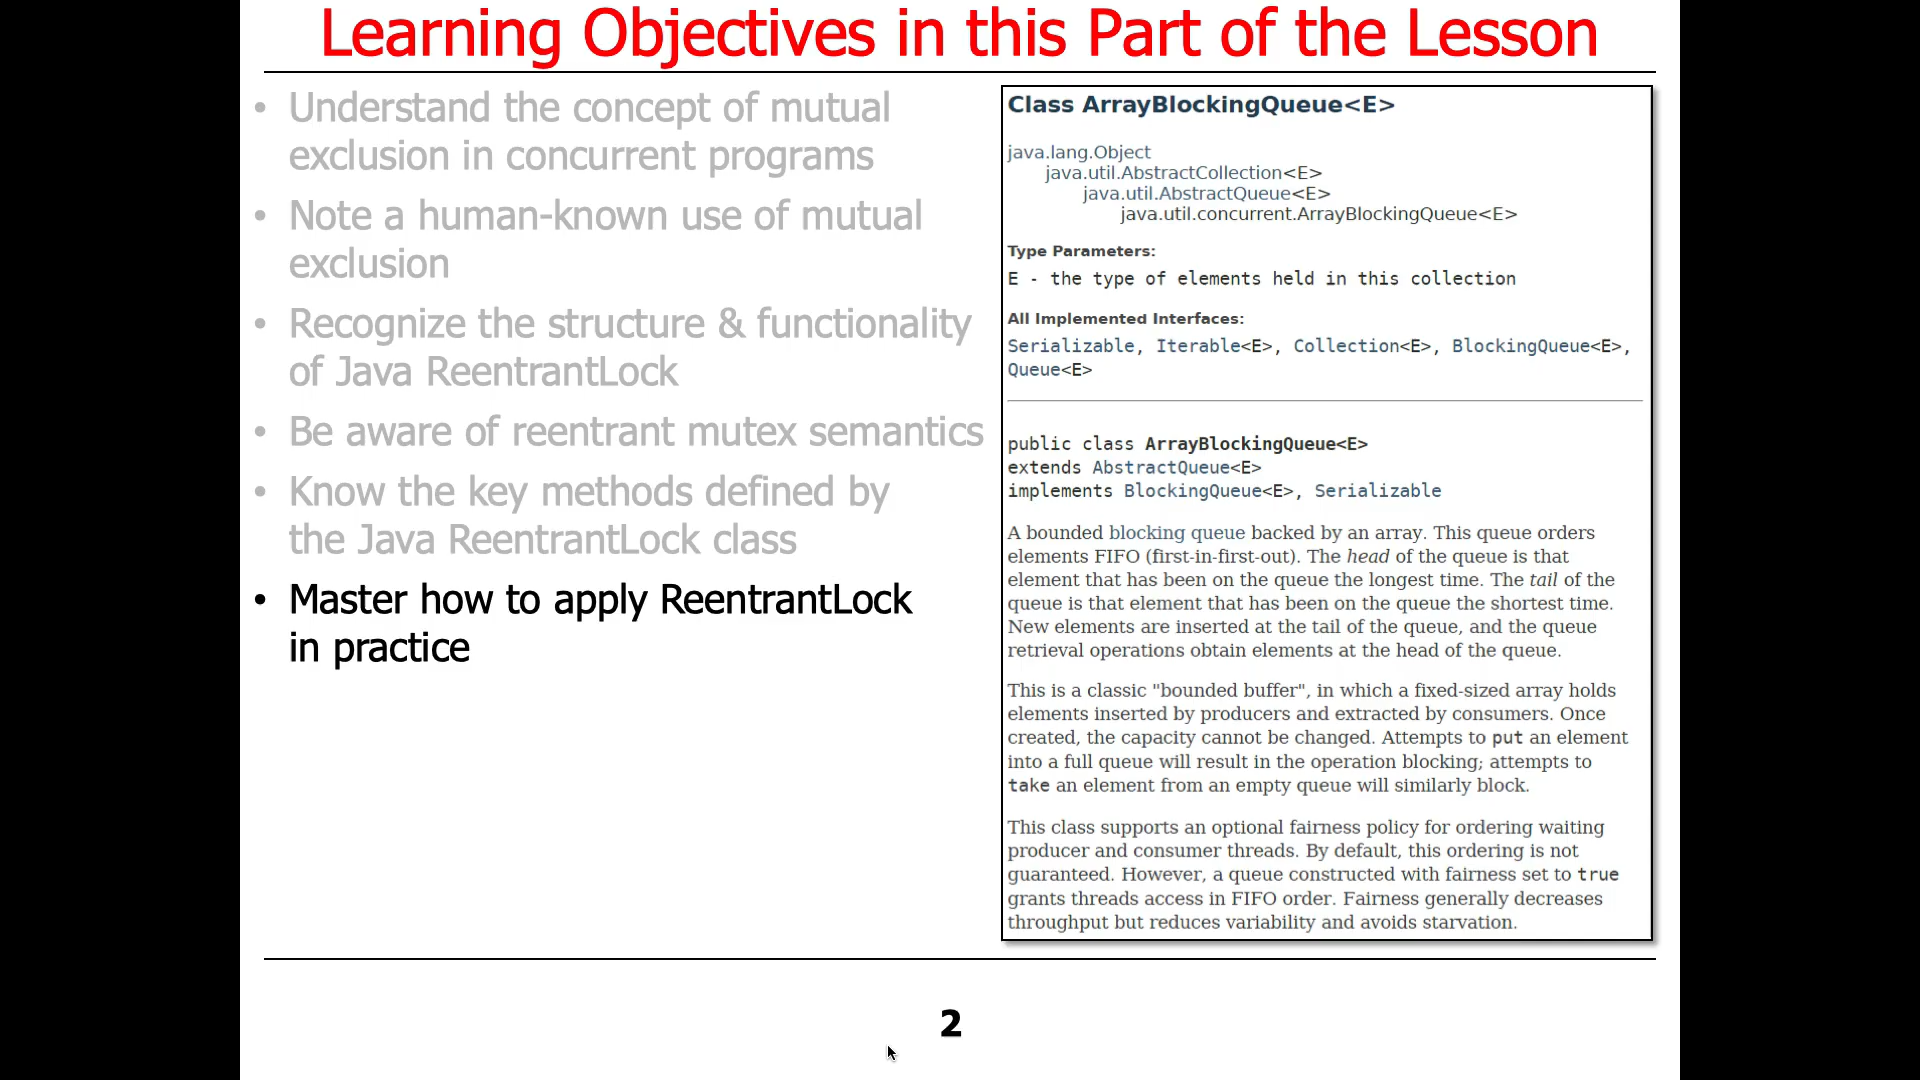 Learning Objectives in this Part of the Lesson
• Understand the concept of mutual
exclusion in concurrent programs
• Note a human-known use of mutual
exclusion
• Recognize the structure & functionality
of Java ReentrantLock
• Be aware of reentrant mutex semantics
• Know the key methods defined by
the Java ReentrantLock class
• Master how to apply ReentrantLock
in practice
Class ArrayBlockingQueue<E>
java.lang.Object
java.util.AbstractCollection<E>
java.util.AbstractQueue<E>
java.util.concurrent.ArrayBlockingQueue<E>
Type Parameters:
E - the type of elements held in this collection
All Implemented Interfaces:
Serializable, Iterable<E>, Collection<E>, BlockingQueue<E>,
Queue<E>
public class ArrayBlockingQueue<E>
extends AbstractQueue<E>
implements BlockingQueue<E>, Serializable
A bounded blocking queue backed by an array. This queue orders
elements FIFO (first-in-first-out). The head of the queue is that
element that has been on the queue the longest time. The tail of the
queue is that element that has been on the queue the shortest time.
New elements are inserted at the tail of the queue, and the queue
retrieval operations obtain elements at the head of the queue.
This is a classic "bounded buffer", in which a fixed-sized array holds
elements inserted by producers and extracted by consumers. Once
created, the capacity cannot be changed. Attempts to put an element
into a full queue will result in the operation blocking; attempts to
take an element from an empty queue will similarly block.
This class supports an optional fairness policy for ordering waiting
producer and consumer threads. By default, this ordering is not
guaranteed. However, a queue constructed with fairness set to true
grants threads access in FIFO order. Fairness generally decreases
throughput but reduces variability and avoids starvation.
2